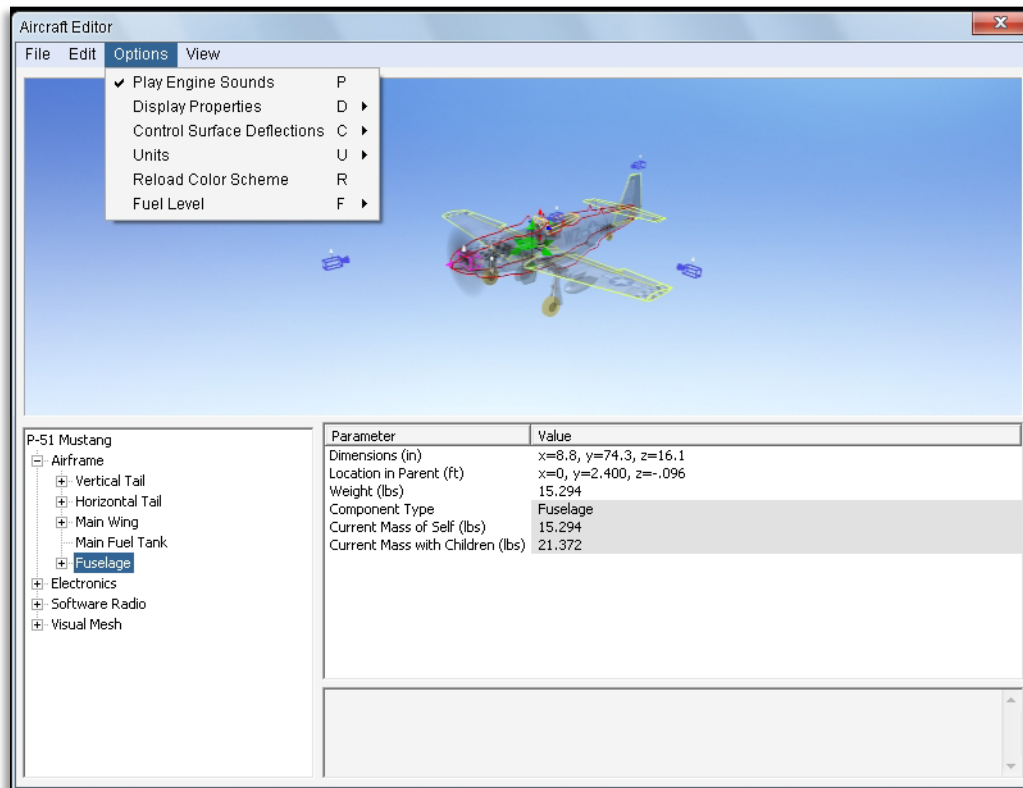 Aircraft Editor
File Edit Options View
Play Engine Sounds P
Display Properties D
Control Surface Deflections C
Units U
Reload Color Scheme R
Fuel Level F
P-51 Mustang
Airframe
Vertical Tail
Horizontal Tail
Main Wing
Main Fuel Tank
Fuselage
Electronics
Software Radio
Visual Mesh
Parameter Value
Dimensions (in) x=8.8, y=74.3, z=16.1
Location in Parent (ft) x=0, y=2.400, z=-.096
Weight (lbs) 15.294
Component Type Fuselage
Current Mass of Self (lbs) 15.294
Current Mass with Children (lbs) 21.372